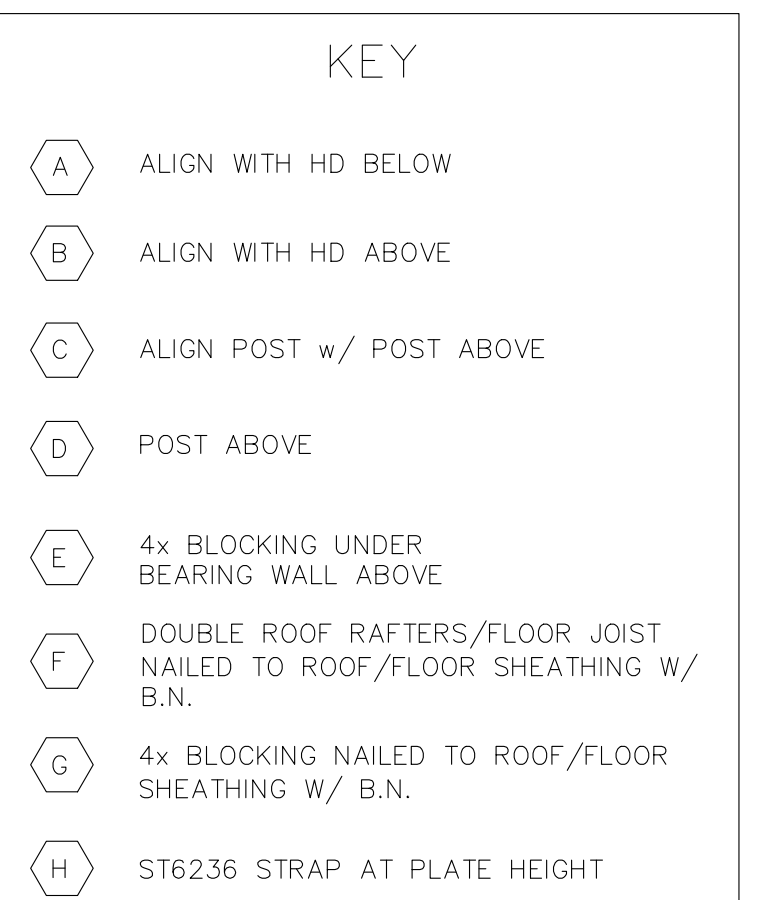 KEY
A ALIGN WITH HD BELOW
B ALIGN WITH HD ABOVE
C ALIGN POST w/ POST ABOVE
D POST ABOVE
E 4x BLOCKING UNDER
BEARING WALL ABOVE
F DOUBLE ROOF RAFTERS/FLOOR JOIST
NAILED TO ROOF/FLOOR SHEATHING W/
B.N.
G 4x BLOCKING NAILED TO ROOF/FLOOR
SHEATHING W/ B.N.
H ST6236 STRAP AT PLATE HEIGHT